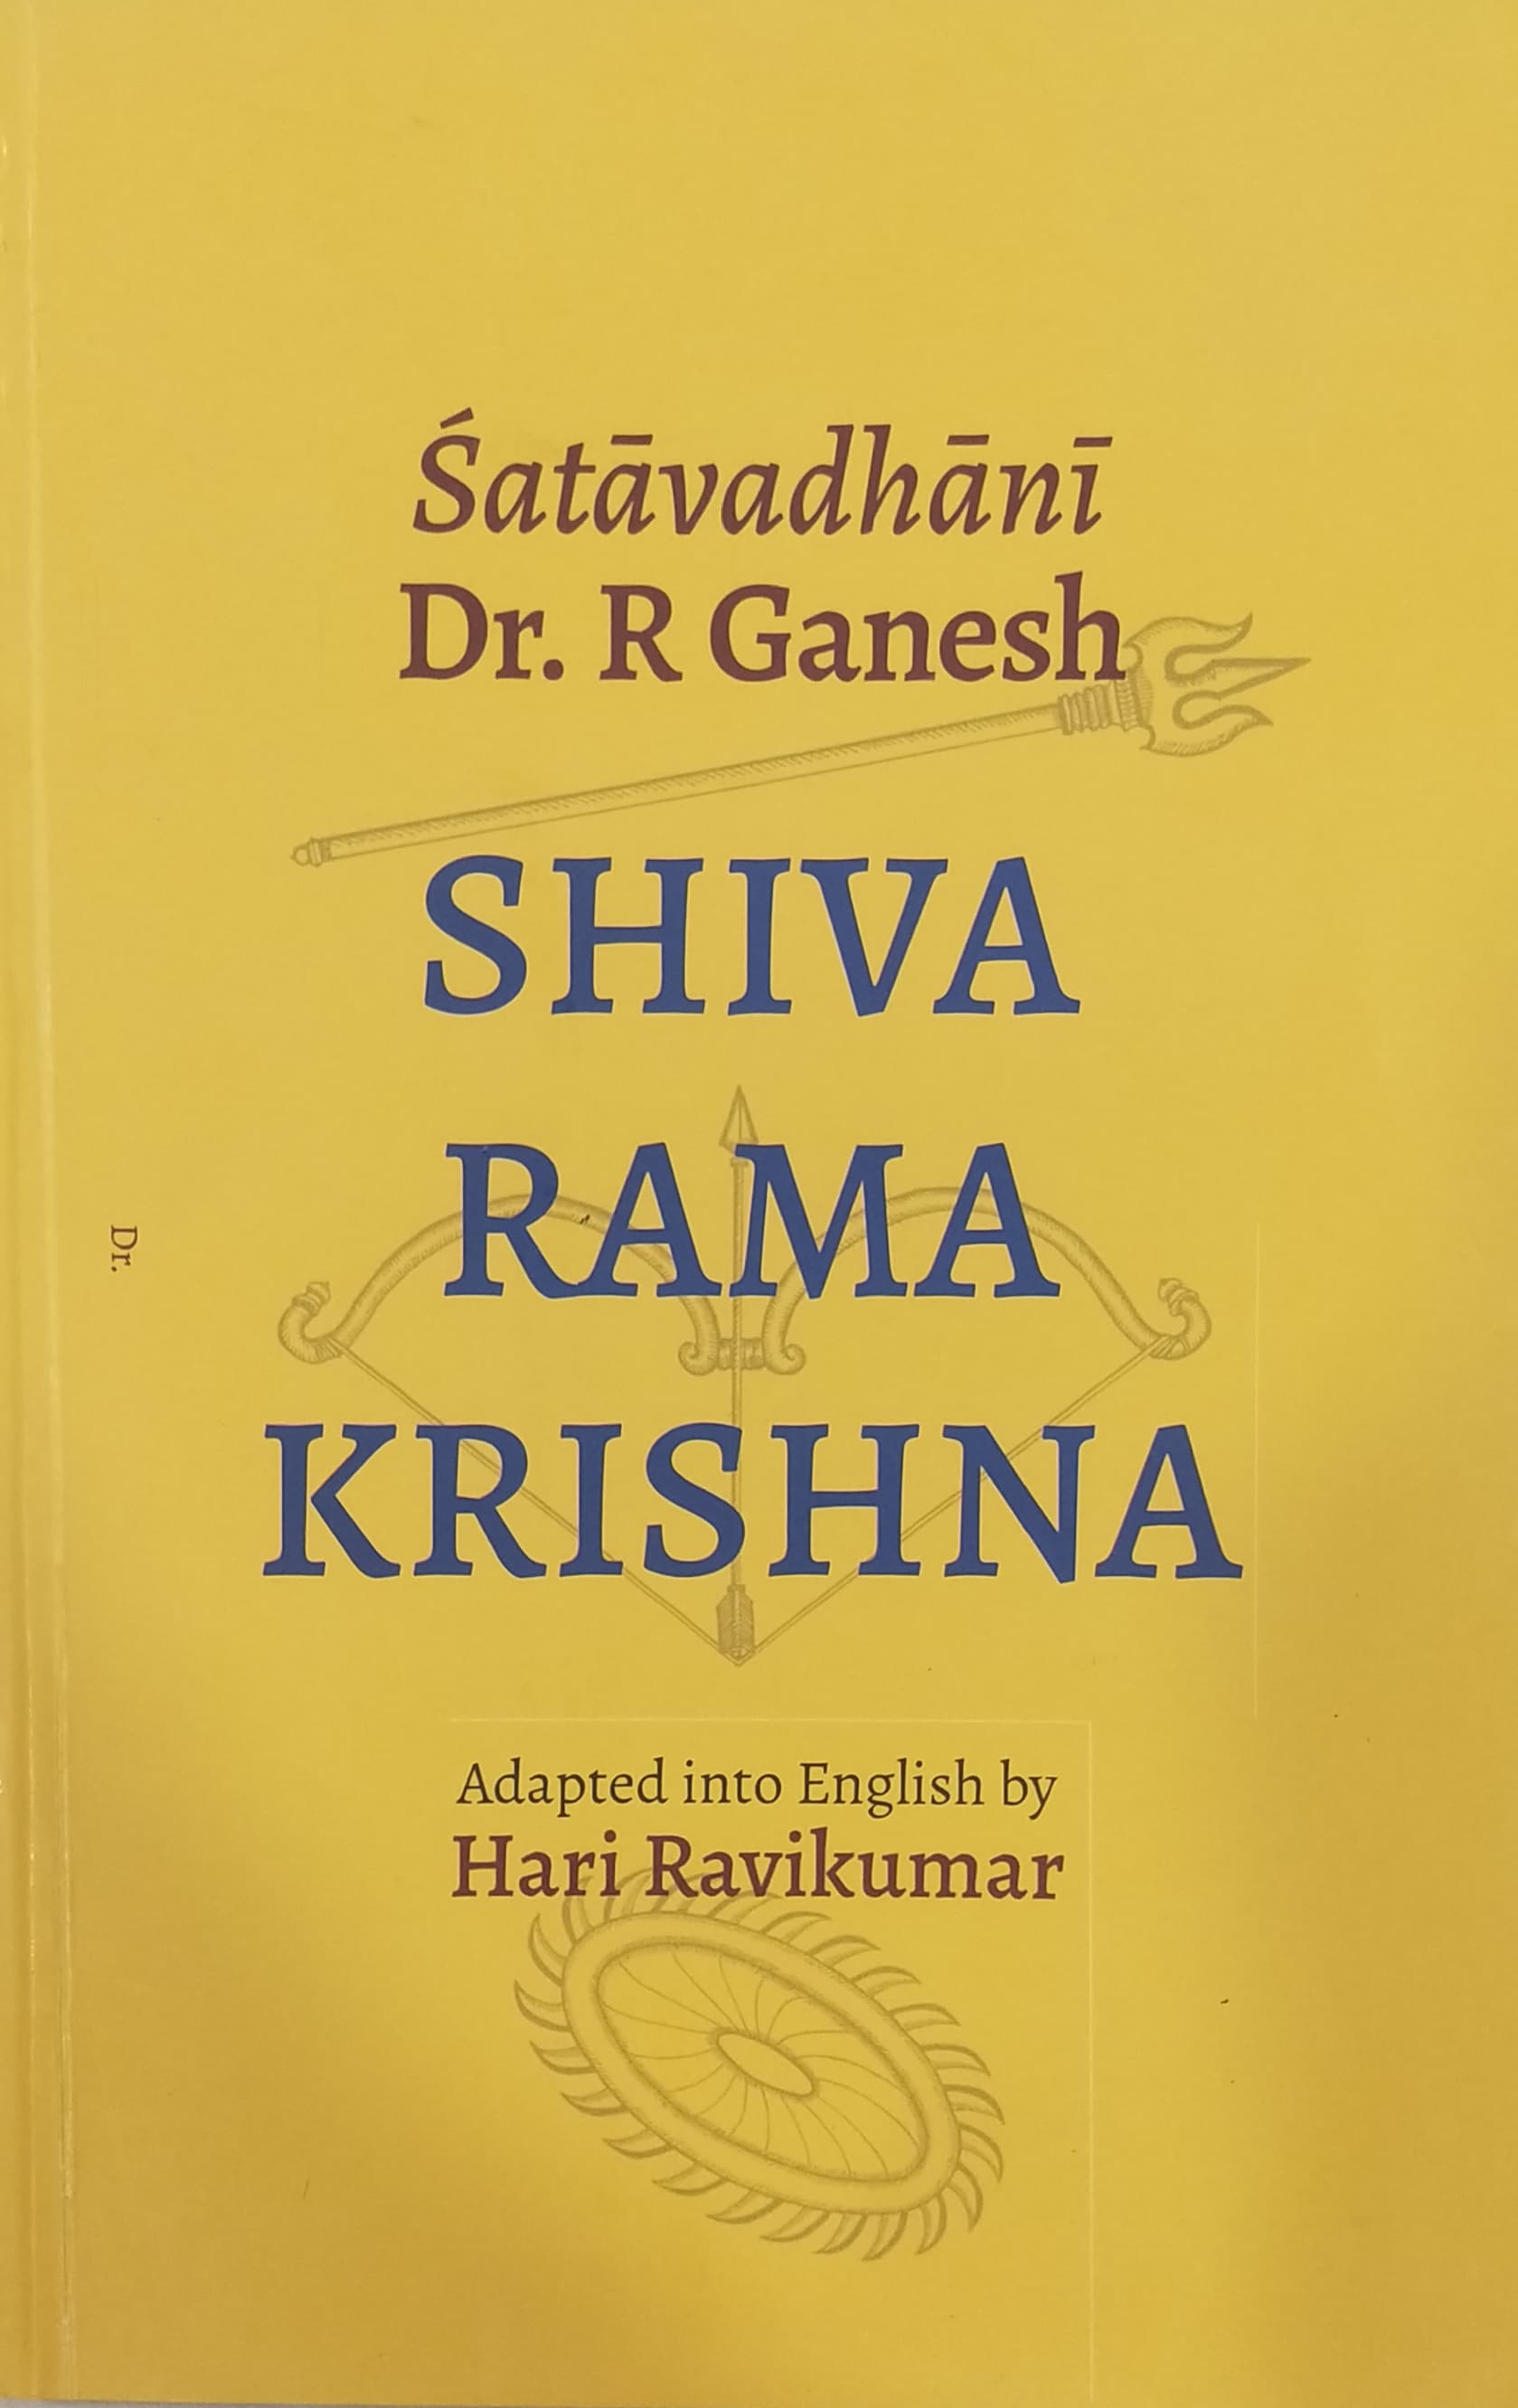 Śatāvadhānī
Dr. R Ganesh
SHIVA
RAMA
KRISHNA
Dr.
Adapted into English by
Hari Ravikumar